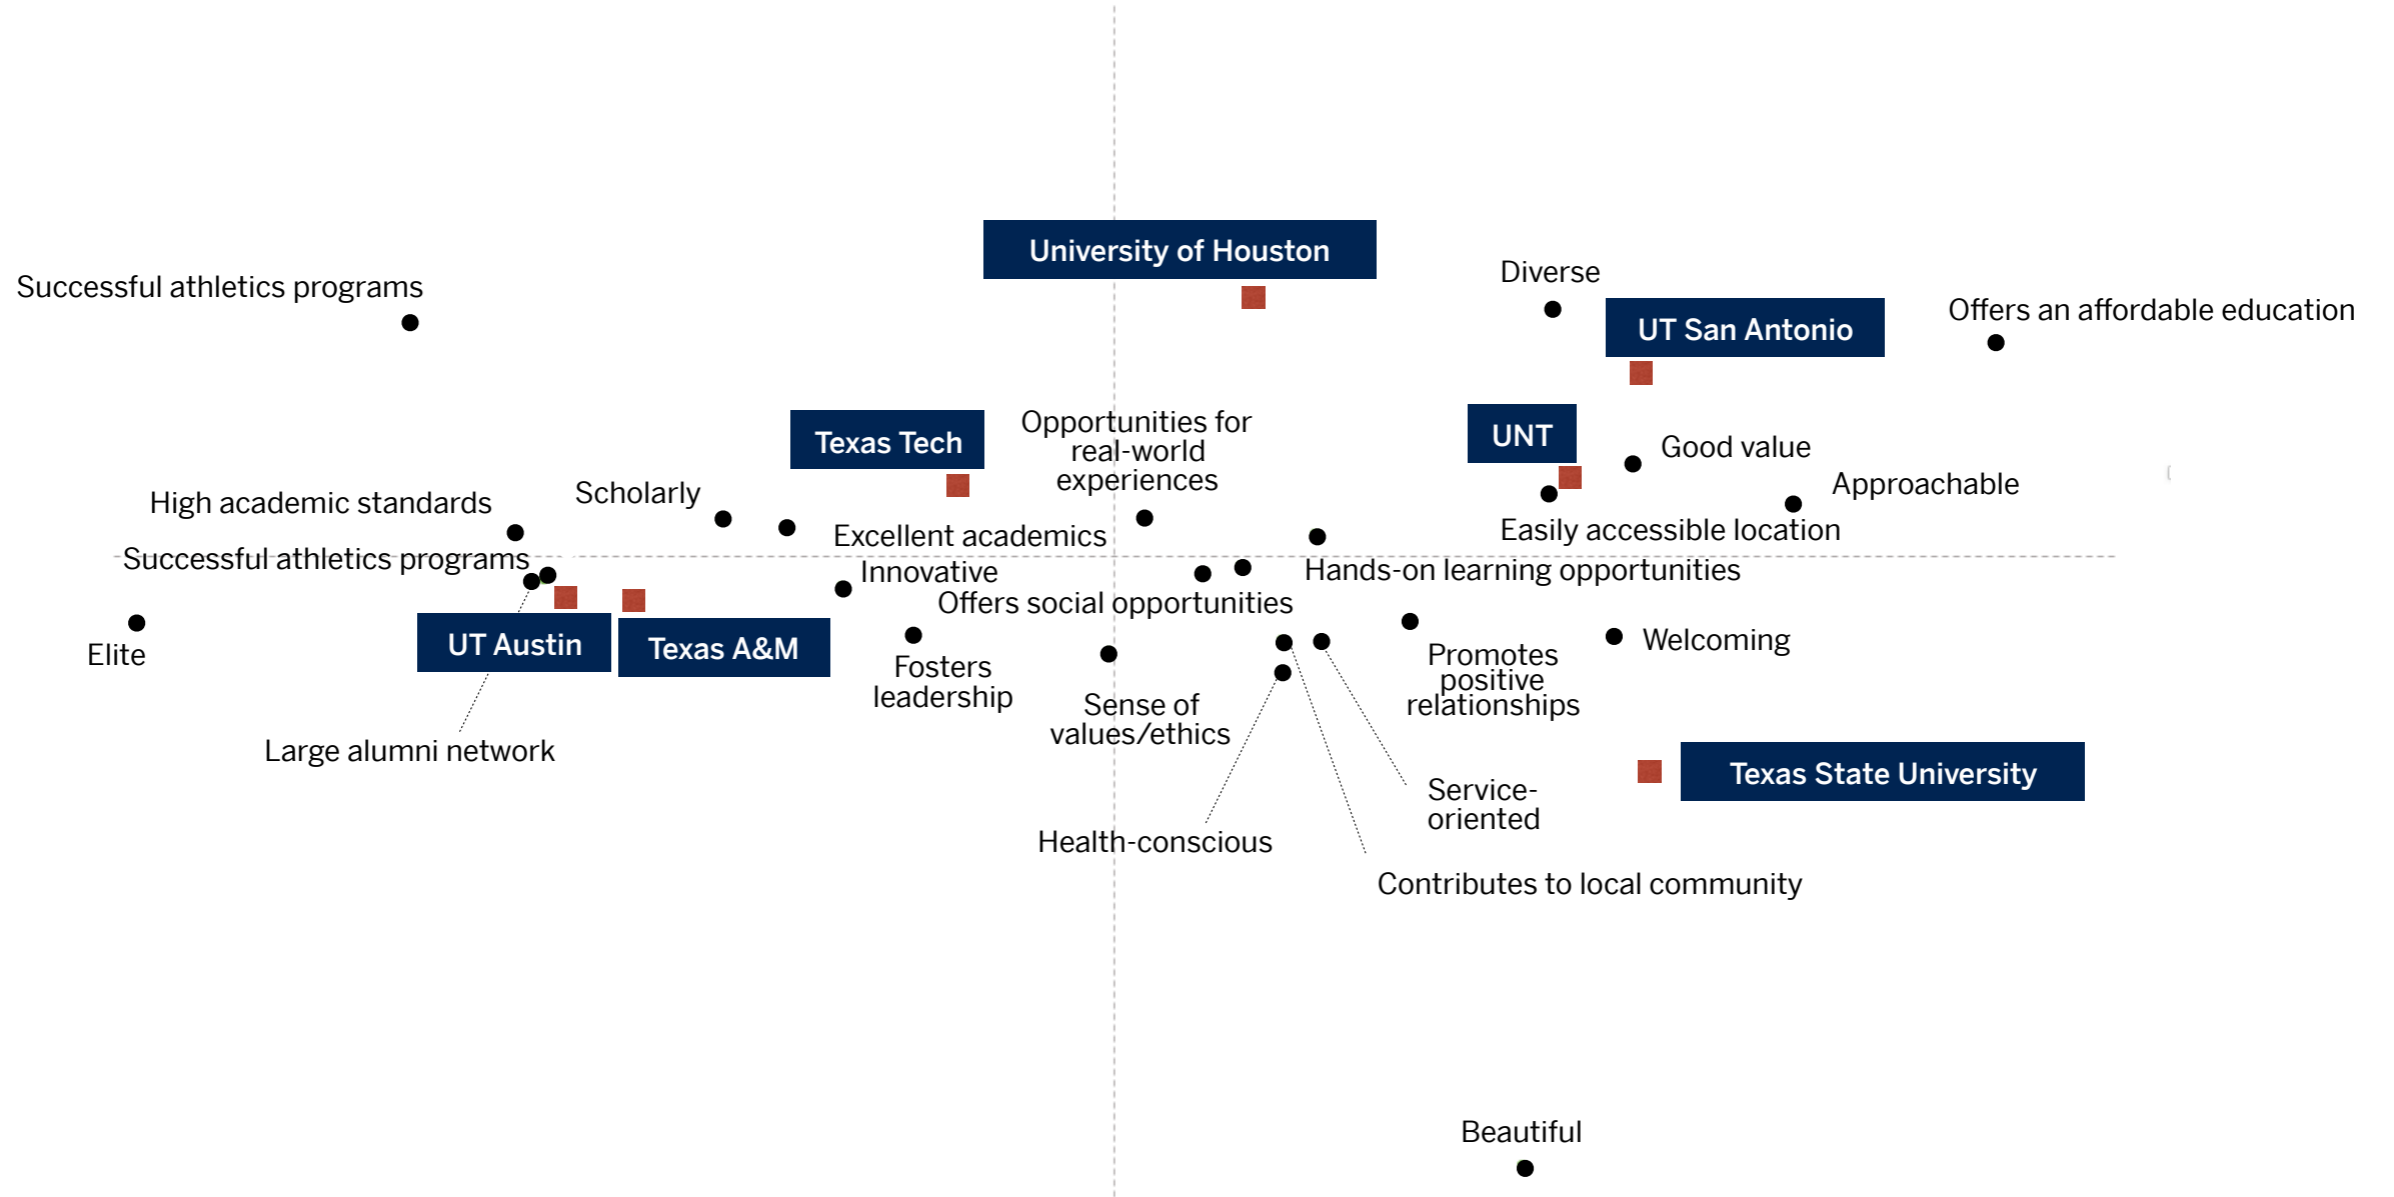 University of Houston
Diverse
Successful athletics programs
Offers an affordable education
UT San Antonio
Opportunities for
real-world
experiences
Texas Tech
UNT
Good value
Approachable
High academic standards
Scholarly
Excellent academics
Easily accessible location
Successful athletics programs
Innovative
Hands-on learning opportunities
Offers social opportunities
Elite
UT Austin
Texas A&M
Fosters
leadership
Sense of
values/ethics
Promotes
positive
relationships
Welcoming
Large alumni network
Texas State University
Service-
oriented
Health-conscious
Contributes to local community
Beautiful